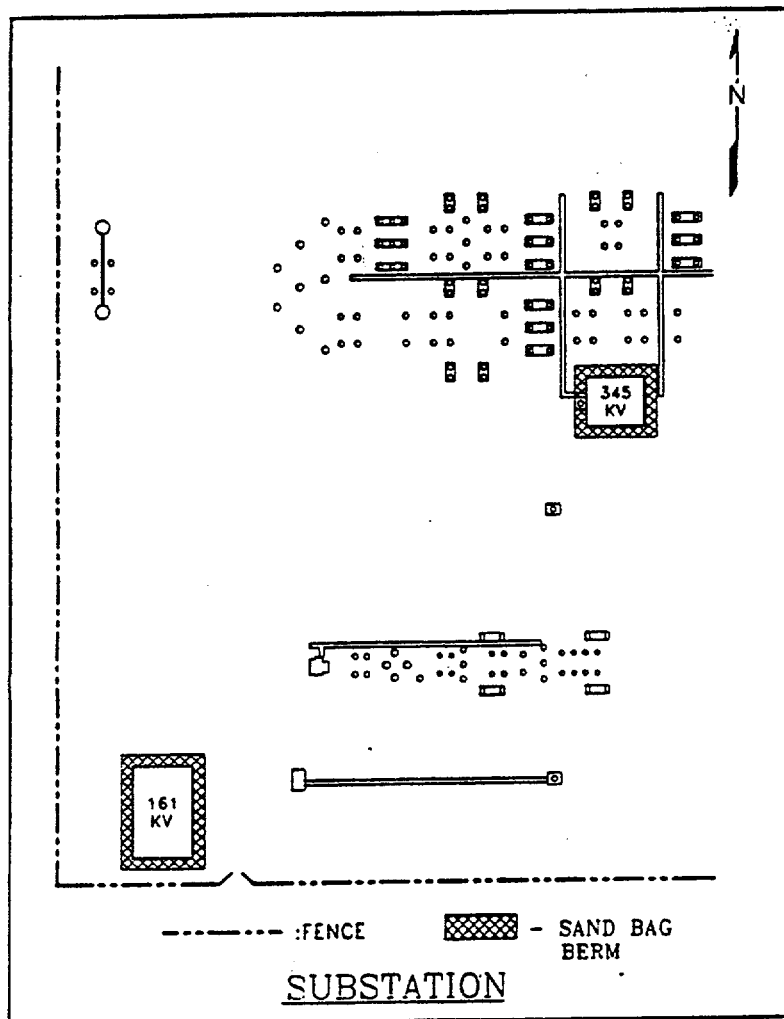 N
345
KV
161
KV
:FENCE
- SAND BAG
BERM
SUBSTATION